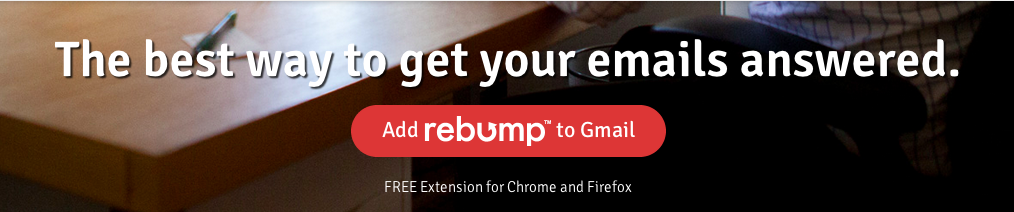 The best way to get your emails answered.
Add rebump™ to Gmail
FREE Extension for Chrome and Firefox